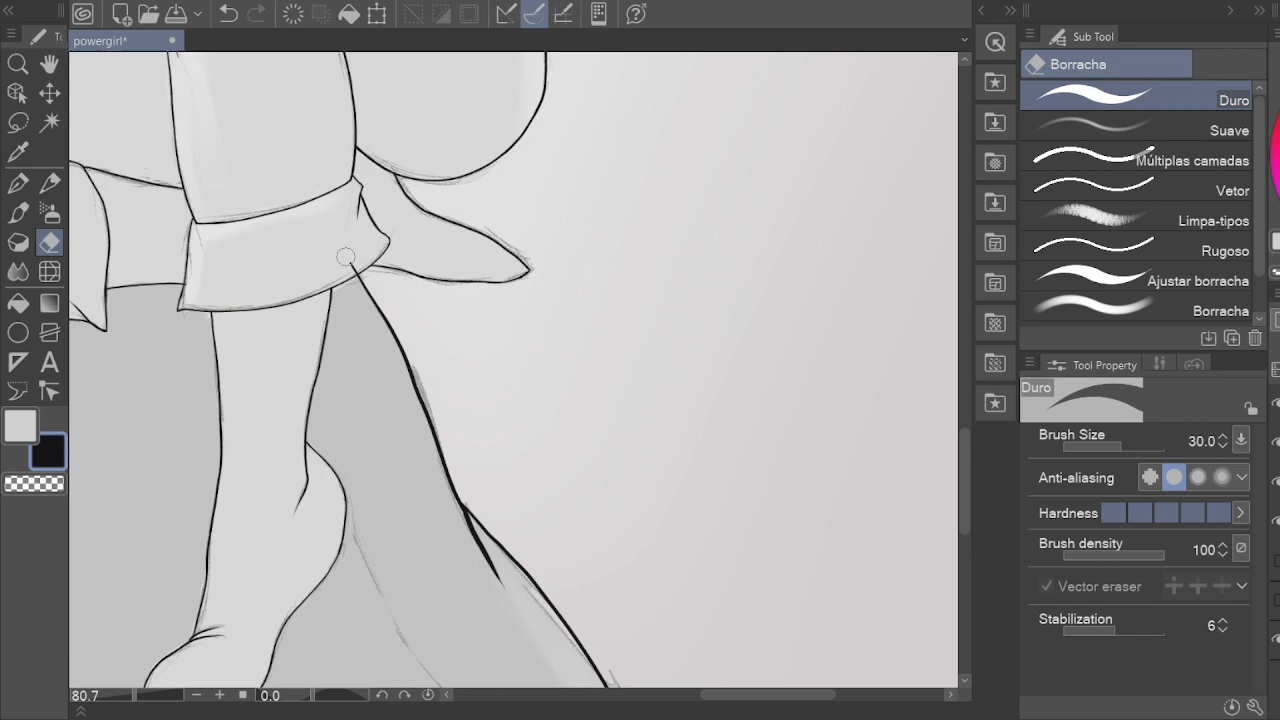 powergirl*
Sub Tool
Borracha
Duro
Suave
Múltiplas camadas
Vetor
Limpa-tipos
Rugoso
Ajustar borracha
Borracha
Tool Property
Duro
Brush Size 30.0
Anti-aliasing
Hardness
Brush density 100
Vector eraser
Stabilization 6
80.7 0.0